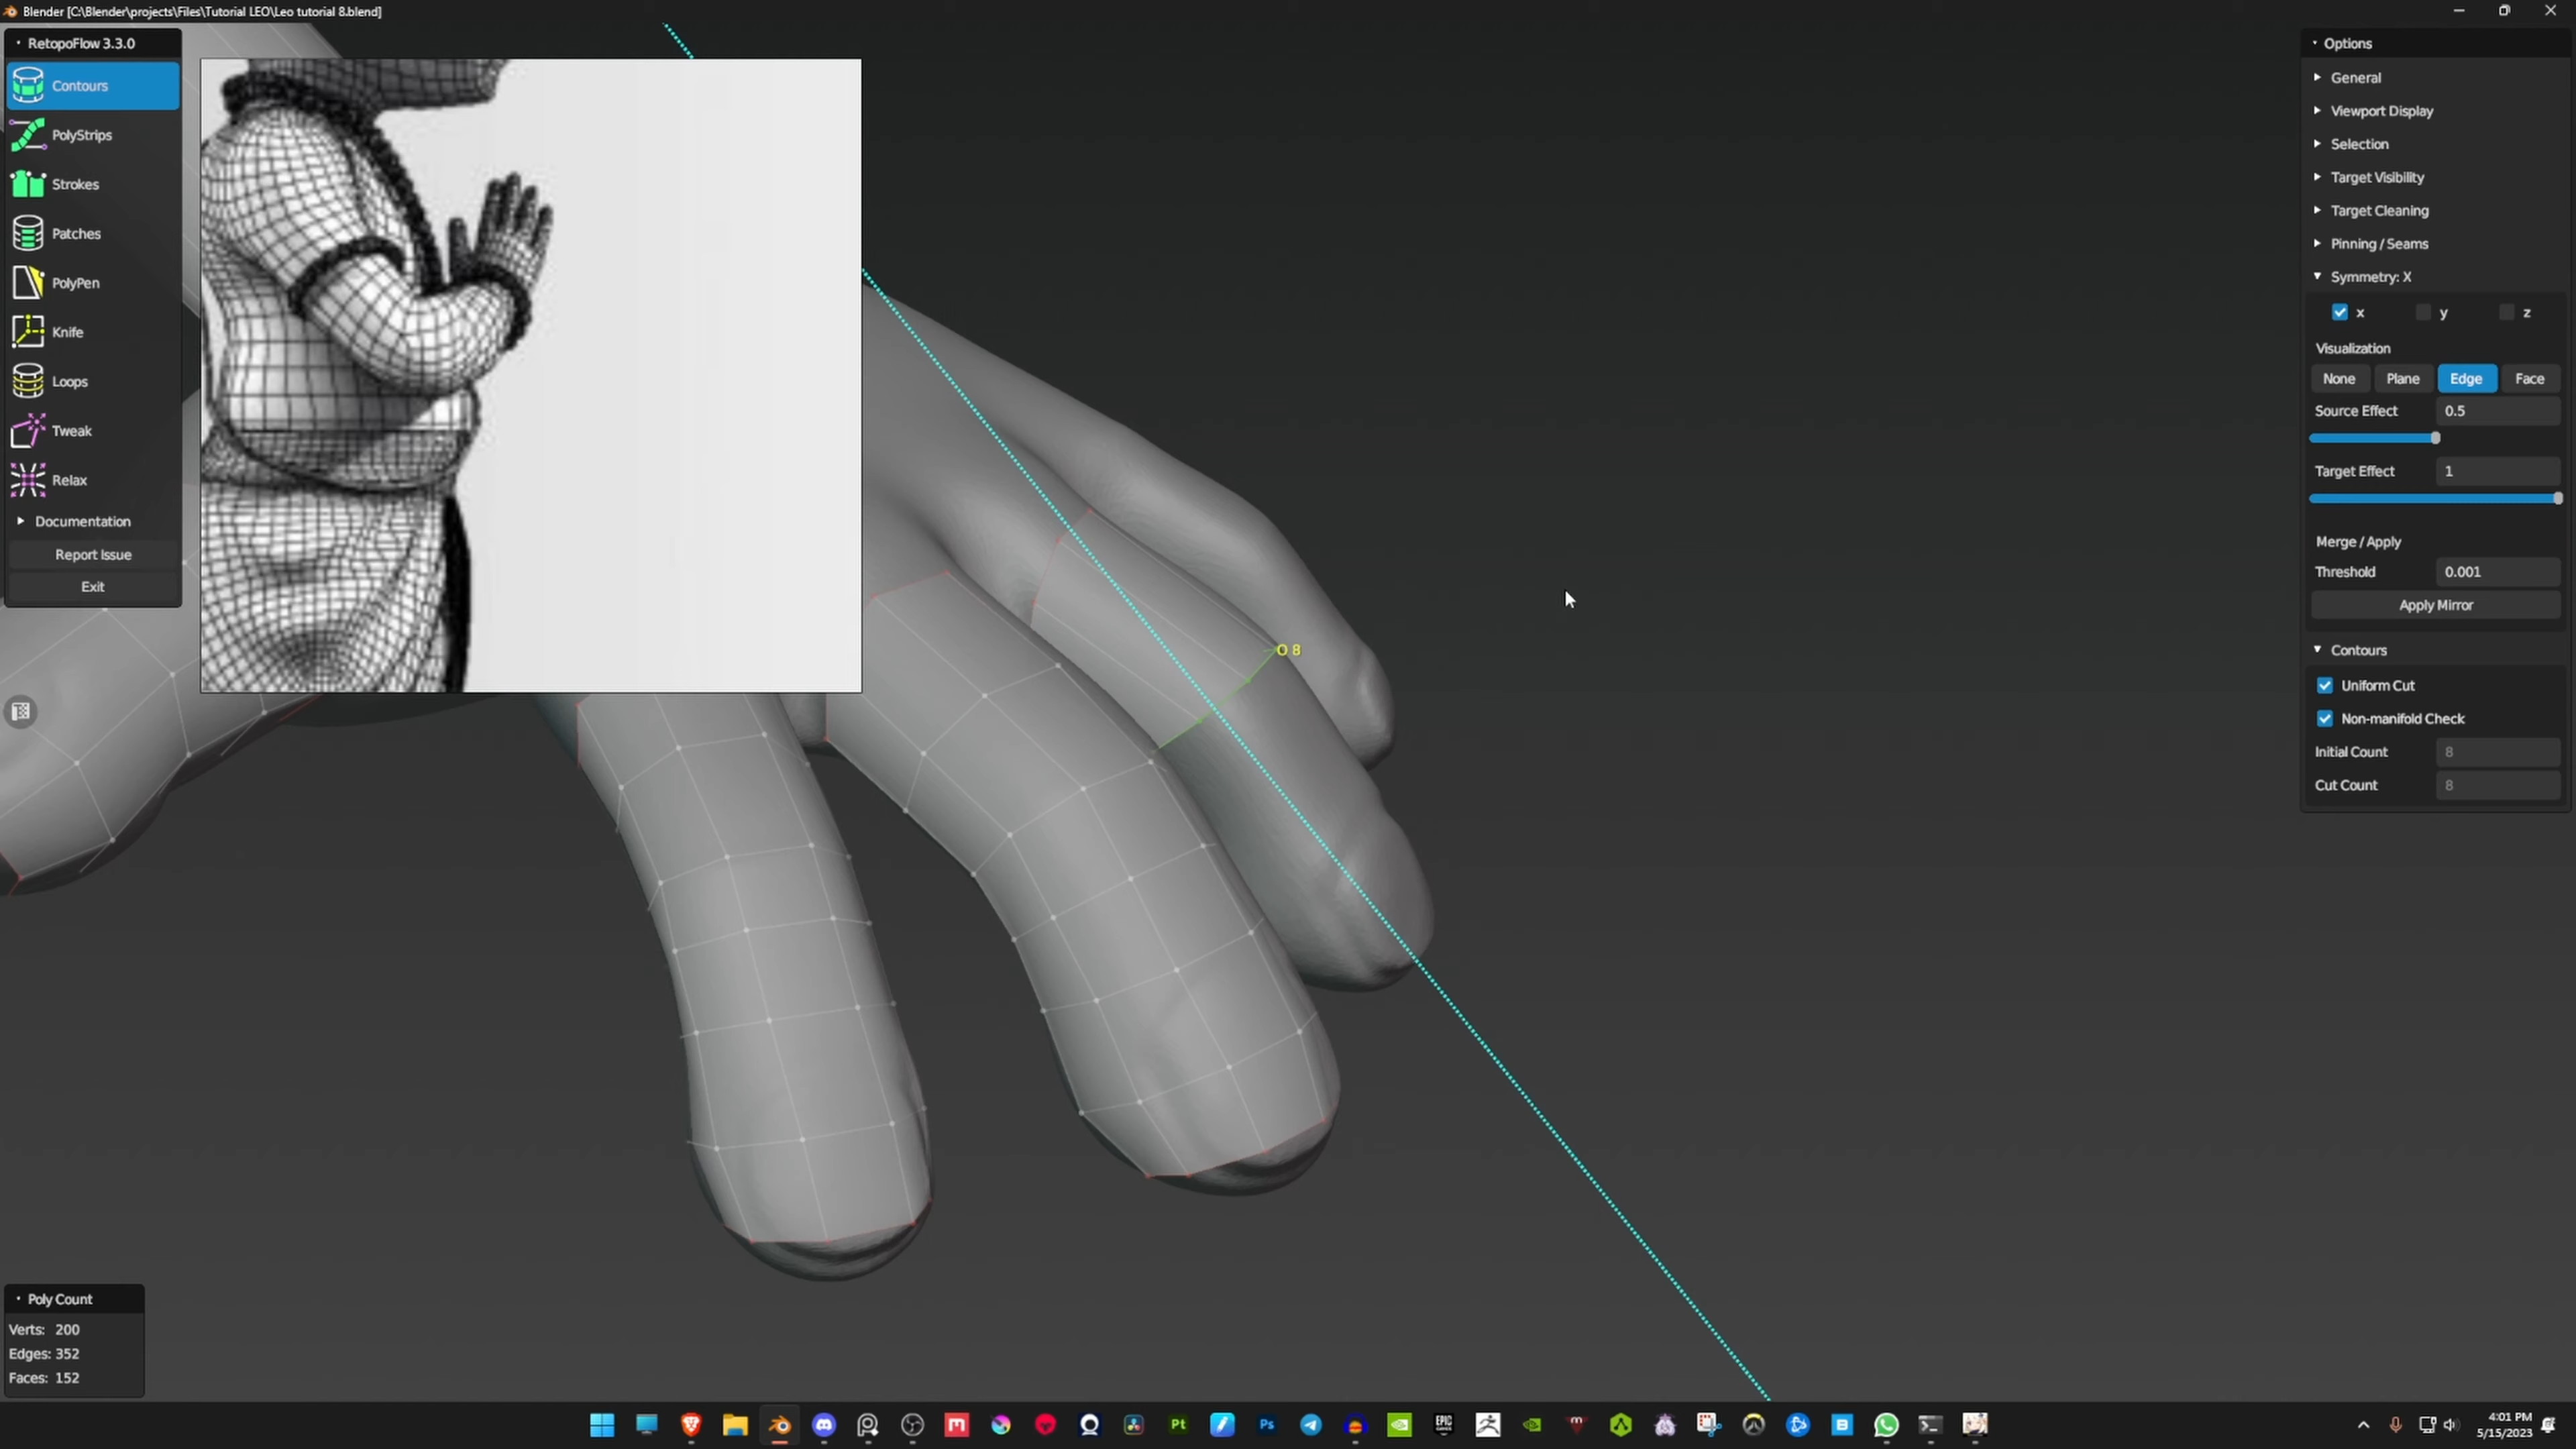 Blender [C:\Blender\projects\Files\Tutorial LEO\Leo tutorial 8.blend]
RetopoFlow 3.3.0
Contours
PolyStrips
Strokes
Patches
PolyPen
Knife
Loops
Tweak
Relax
Documentation
Report Issue
Exit
O 8
Options
General
Viewport Display
Selection
Target Visibility
Target Cleaning
Pinning / Seams
Symmetry: X
x y z
Visualization
None Plane Edge Face
Source Effect 0.5
Target Effect 1
Merge / Apply
Threshold 0.001
Apply Mirror
Contours
Uniform Cut
Non-manifold Check
Initial Count 8
Cut Count 8
Poly Count
Verts: 200
Edges: 352
Faces: 152
Pt
Ps
EPIC
4:01 PM
5/15/2023